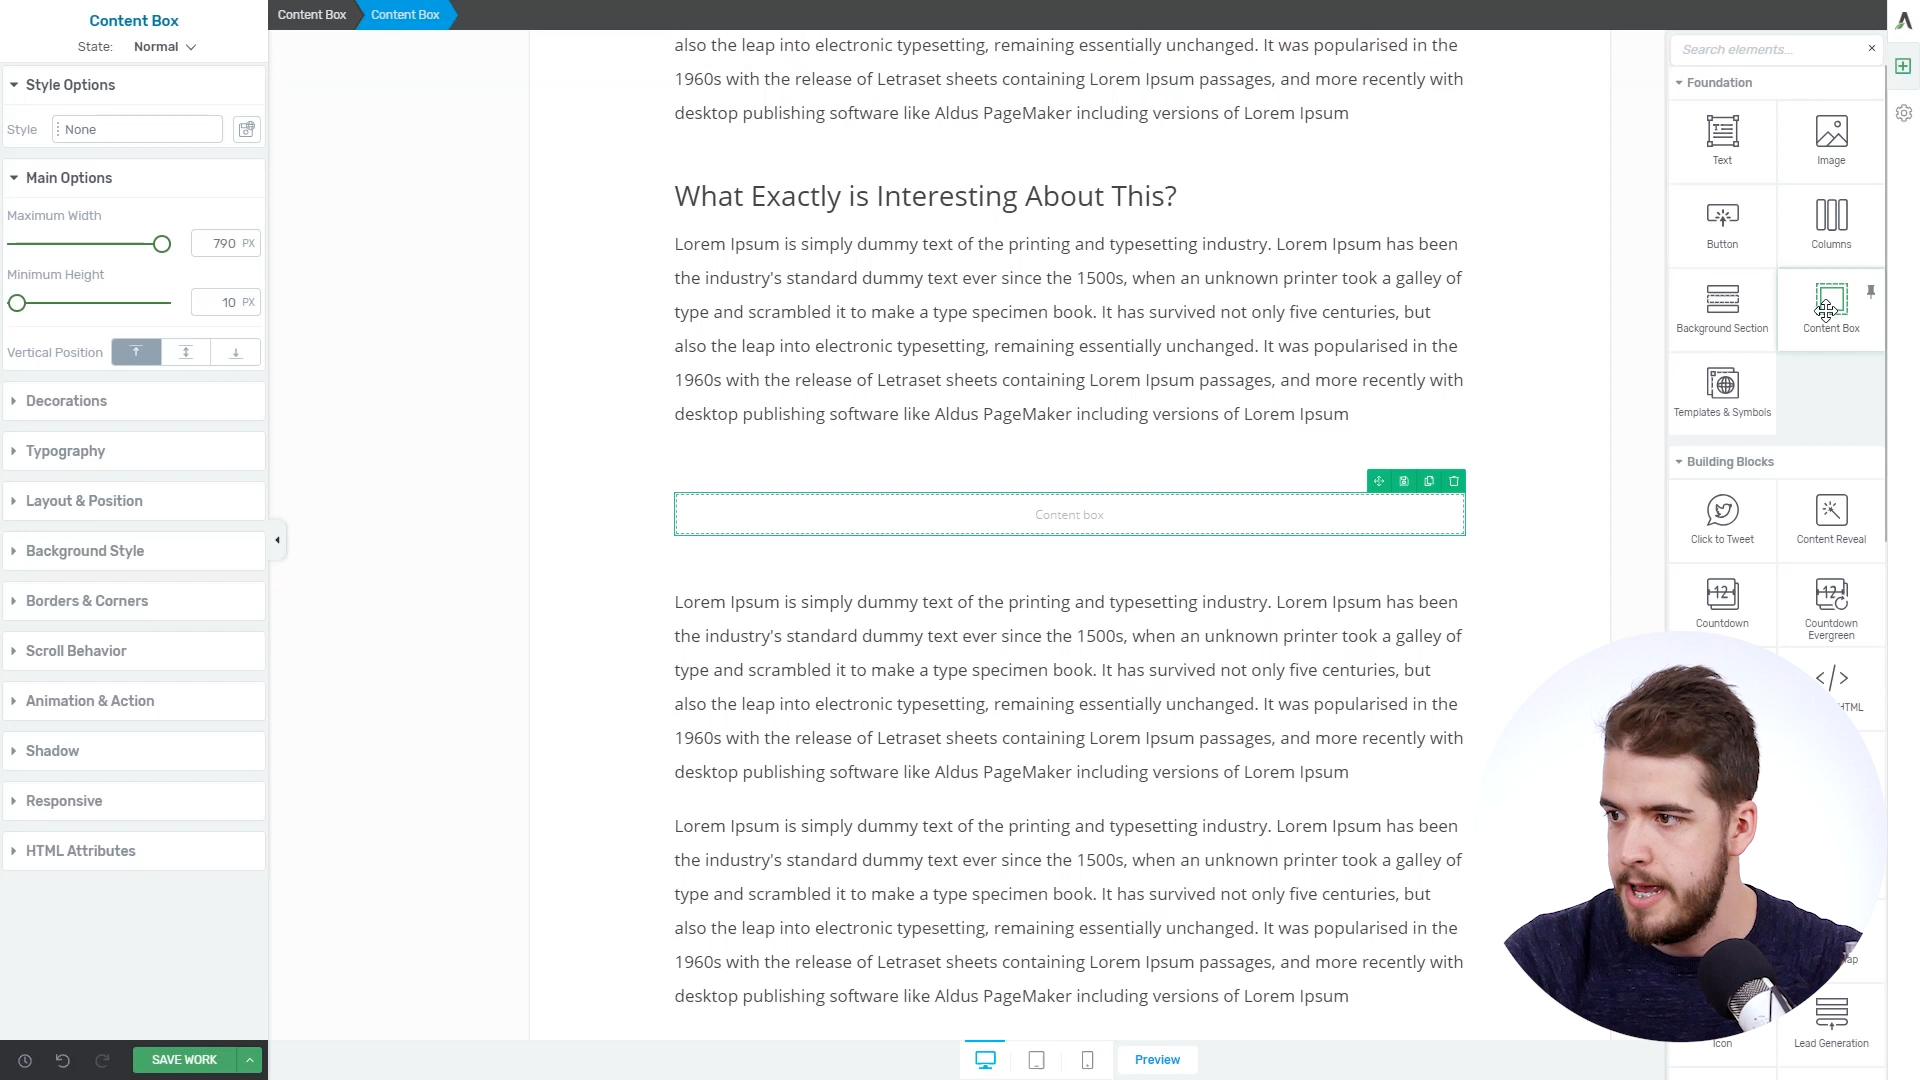 Content Box
State: Normal
Style Options
Style None
Main Options
Maximum Width
790 PX
Minimum Height
10 PX
Vertical Position
Decorations
Typography
Layout & Position
Background Style
Borders & Corners
Scroll Behavior
Animation & Action
Shadow
Responsive
HTML Attributes
SAVE WORK
Content Box
Content Box
also the leap into electronic typesetting, remaining essentially unchanged. It was popularised in the
1960s with the release of Letraset sheets containing Lorem Ipsum passages, and more recently with
desktop publishing software like Aldus PageMaker including versions of Lorem Ipsum
What Exactly is Interesting About This?
Lorem Ipsum is simply dummy text of the printing and typesetting industry. Lorem Ipsum has been
the industry's standard dummy text ever since the 1500s, when an unknown printer took a galley of
type and scrambled it to make a type specimen book. It has survived not only five centuries, but
also the leap into electronic typesetting, remaining essentially unchanged. It was popularised in the
1960s with the release of Letraset sheets containing Lorem Ipsum passages, and more recently with
desktop publishing software like Aldus PageMaker including versions of Lorem Ipsum
Content box
Lorem Ipsum is simply dummy text of the printing and typesetting industry. Lorem Ipsum has been
the industry's standard dummy text ever since the 1500s, when an unknown printer took a galley of
type and scrambled it to make a type specimen book. It has survived not only five centuries, but
also the leap into electronic typesetting, remaining essentially unchanged. It was popularised in the
1960s with the release of Letraset sheets containing Lorem Ipsum passages, and more recently with
desktop publishing software like Aldus PageMaker including versions of Lorem Ipsum
Lorem Ipsum is simply dummy text of the printing and typesetting industry. Lorem Ipsum has been
the industry's standard dummy text ever since the 1500s, when an unknown printer took a galley of
type and scrambled it to make a type specimen book. It has survived not only five centuries, but
also the leap into electronic typesetting, remaining essentially unchanged. It was popularised in the
1960s with the release of Letraset sheets containing Lorem Ipsum passages, and more recently with
desktop publishing software like Aldus PageMaker including versions of Lorem Ipsum
Preview
Search elements...
Foundation
Text
Image
Button
Columns
Background Section
Content Box
Templates & Symbols
Building Blocks
Click to Tweet
Content Reveal
12
12
Countdown
Countdown
Evergreen
HTML
Icon
Lead Generation